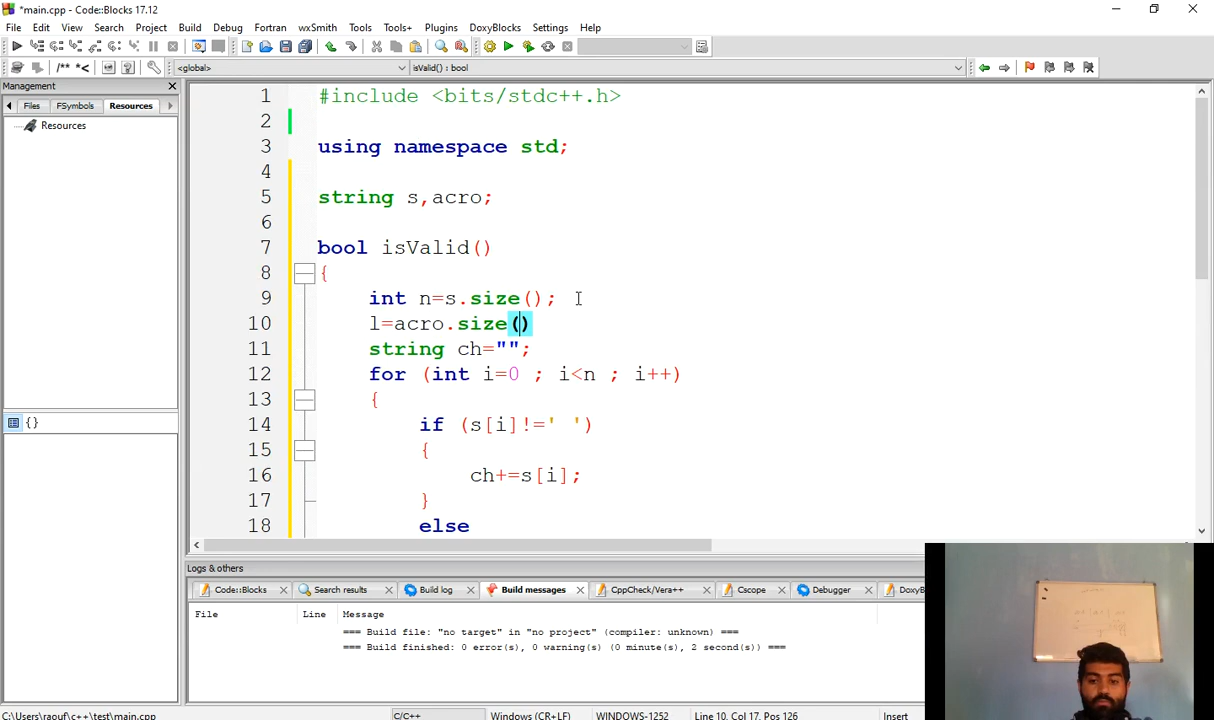 *main.cpp - Code::Blocks 17.12
File Edit View Search Project Build Debug Fortran wxSmith Tools Tools+ Plugins DoxyBlocks Settings Help
/** *<
<global>
isValid() : bool
Management
Files FSymbols Resources
Resources
{}
1 #include <bits/stdc++.h>
2
3 using namespace std;
4
5 string s,acro;
6
7 bool isValid()
8 {
9 int n=s.size();
10 l=acro.size()
11 string ch="";
12 for (int i=0 ; i<n ; i++)
13 {
14 if (s[i]!=' ')
15 {
16 ch+=s[i];
17 }
18 else
Logs & others
Code::Blocks Search results Build log Build messages CppCheck/Vera++ Cscope Debugger DoxyB
File Line Message
=== Build file: "no target" in "no project" (compiler: unknown) ===
=== Build finished: 0 error(s), 0 warning(s) (0 minute(s), 2 second(s)) ===
C:\Users\raouf\c++\test\main.cpp C/C++ Windows (CR+LF) WINDOWS-1252 Line 10, Col 17, Pos 126 Insert